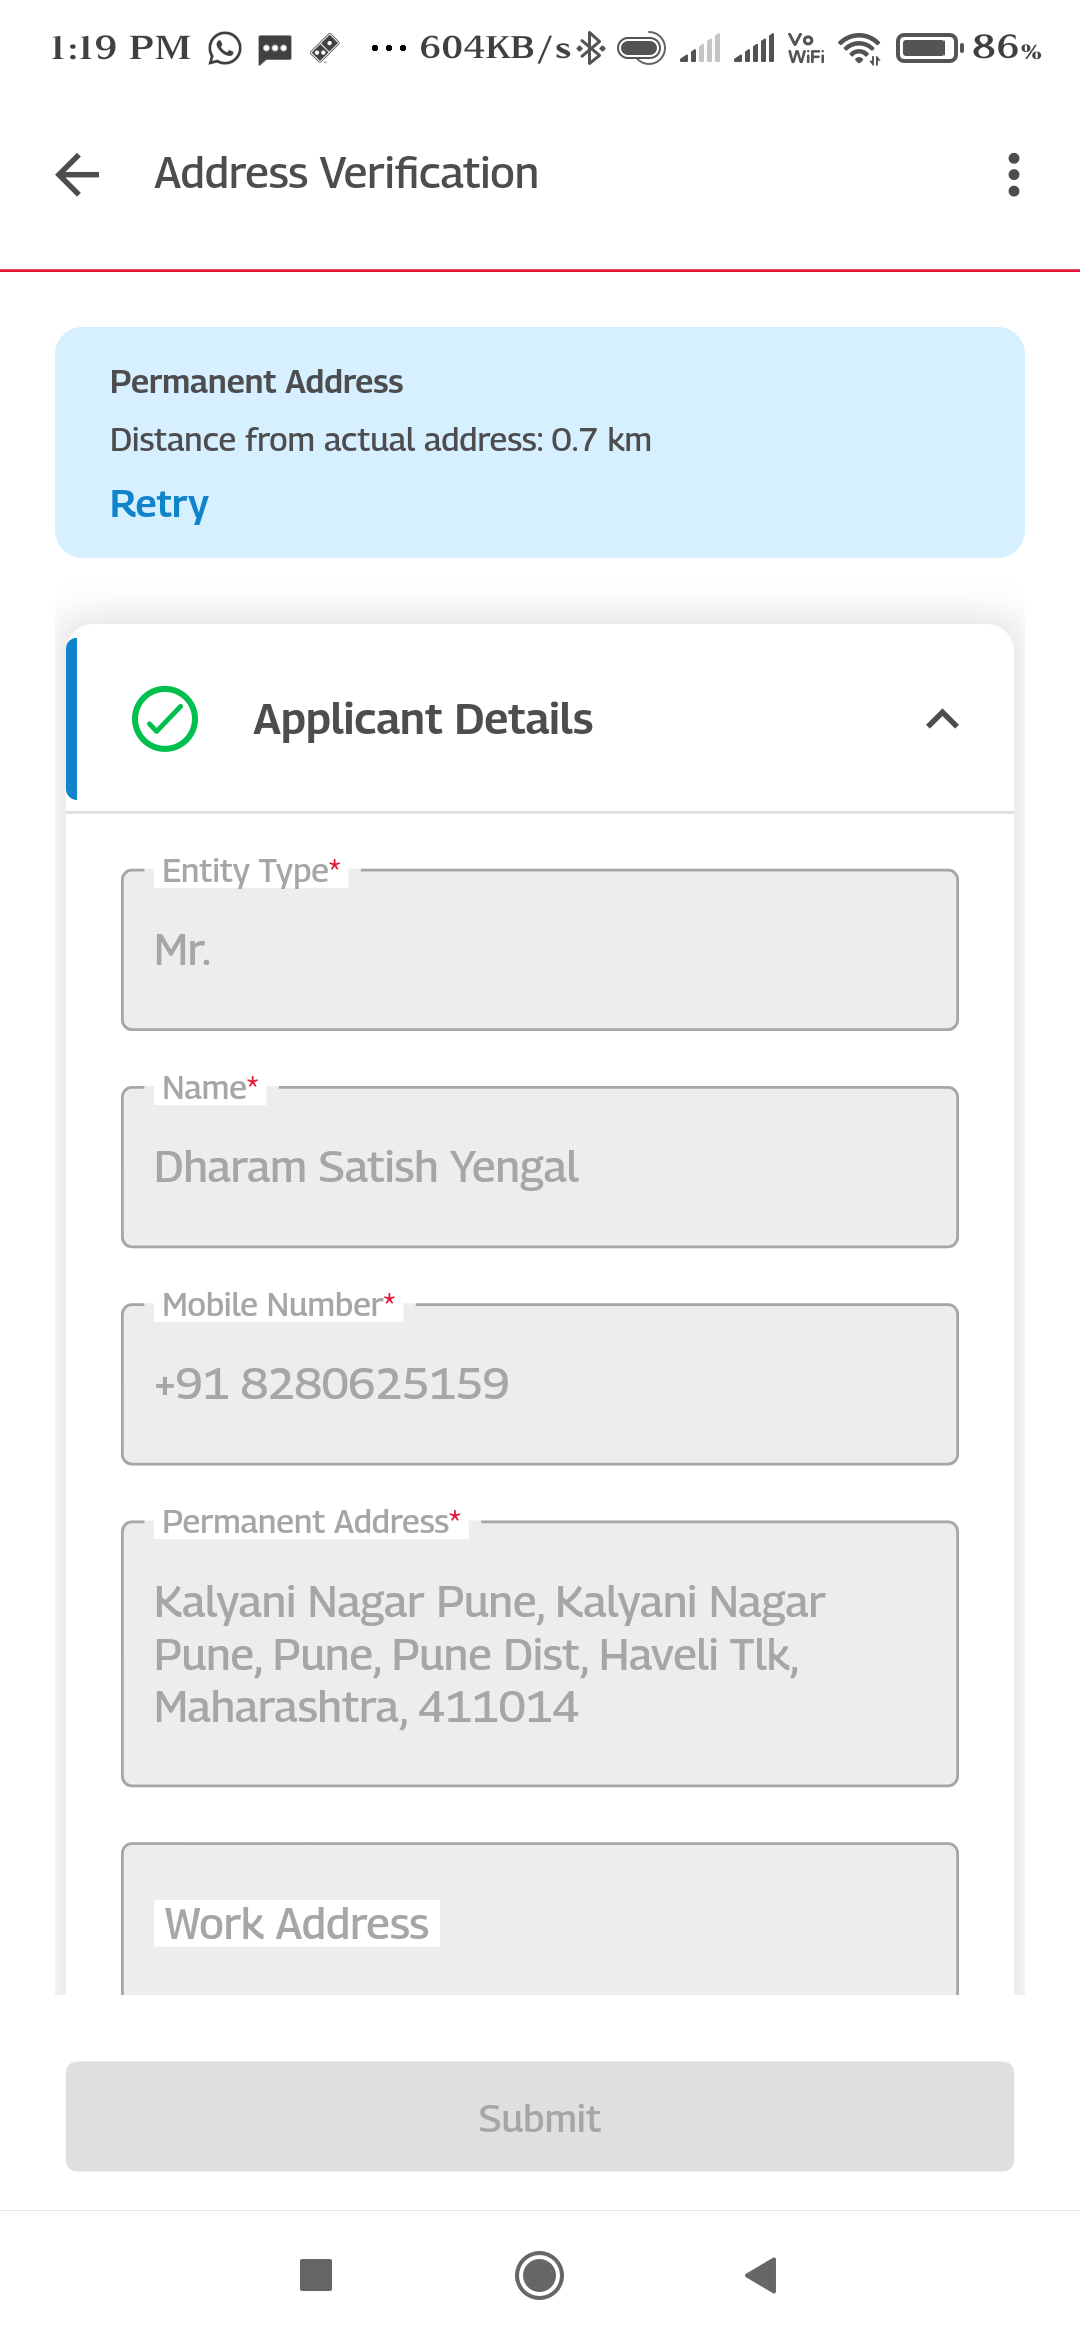 1:19 PM ... 604KB/s Vo WiFi 86%
Address Verification
Permanent Address
Distance from actual address: 0.7 km
Retry
Applicant Details
Entity Type*
Mr.
Name*
Dharam Satish Yengal
Mobile Number*
+91 8280625159
Permanent Address*
Kalyani Nagar Pune, Kalyani Nagar
Pune, Pune, Pune Dist, Haveli Tlk,
Maharashtra, 411014
Work Address
Submit